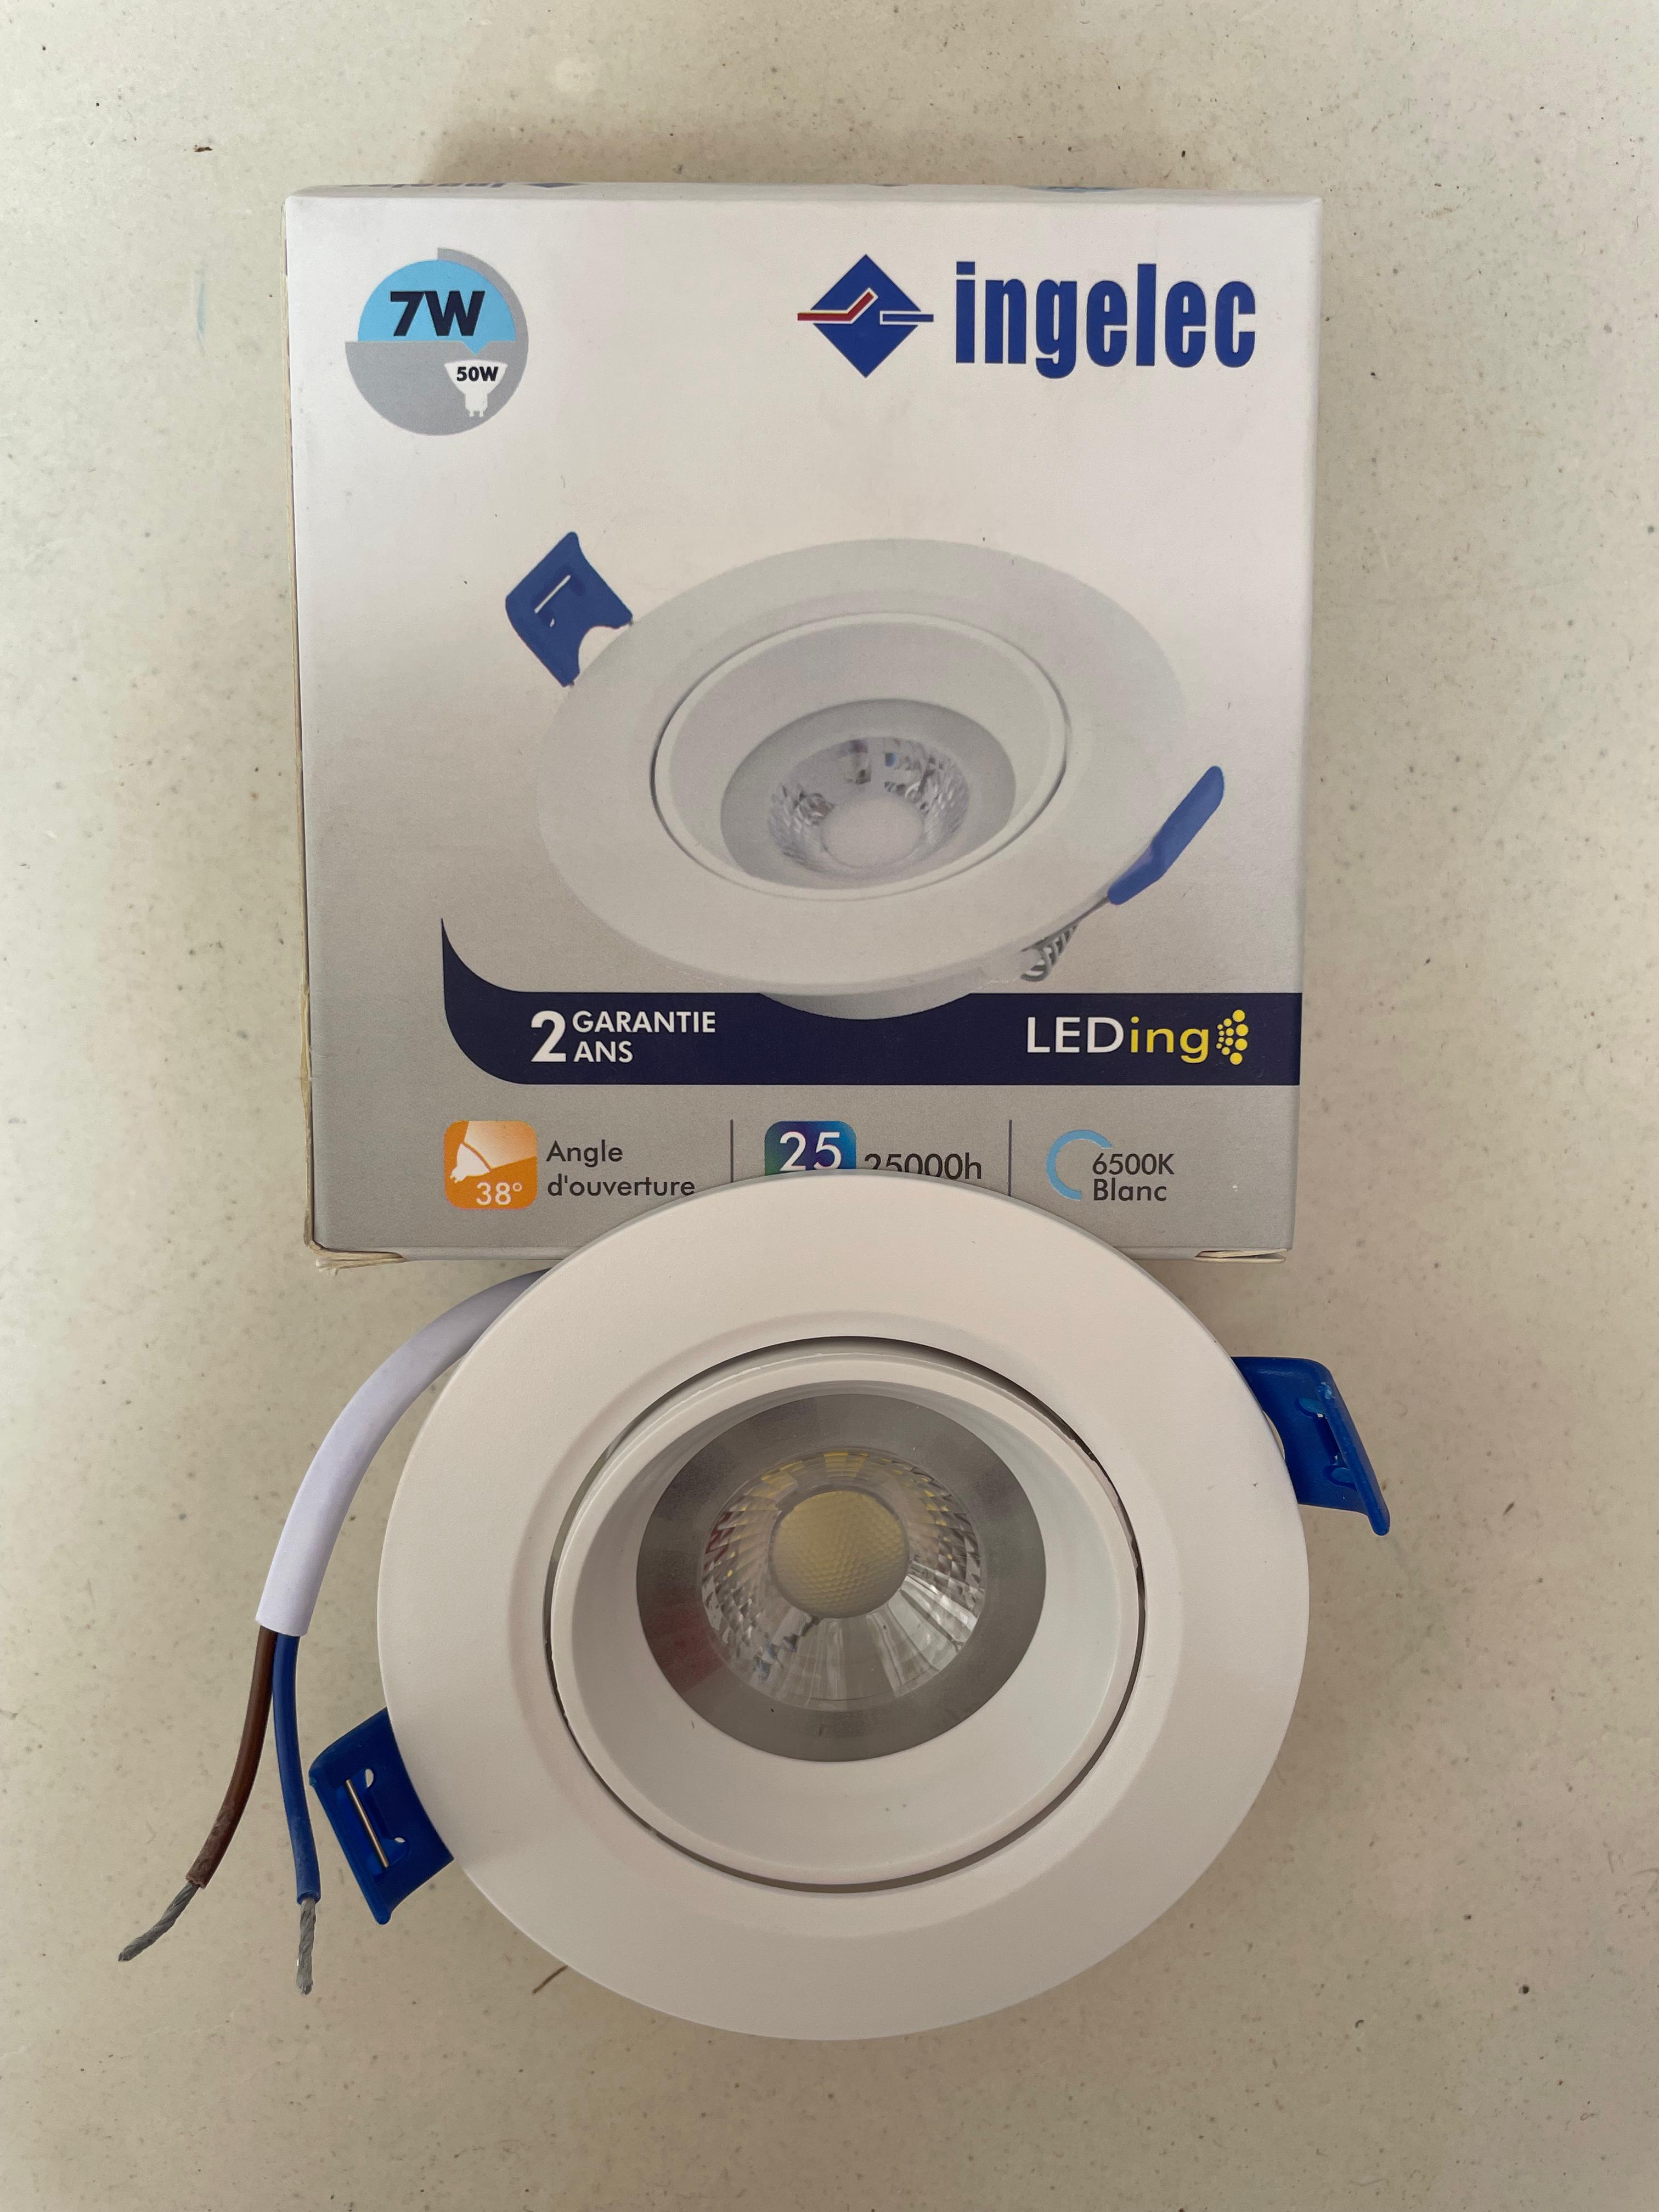 7W
50W
ingelec
2 GARANTIE
ANS
LEDing
Angle
d'ouverture
38°
25
25000h
6500K
Blanc